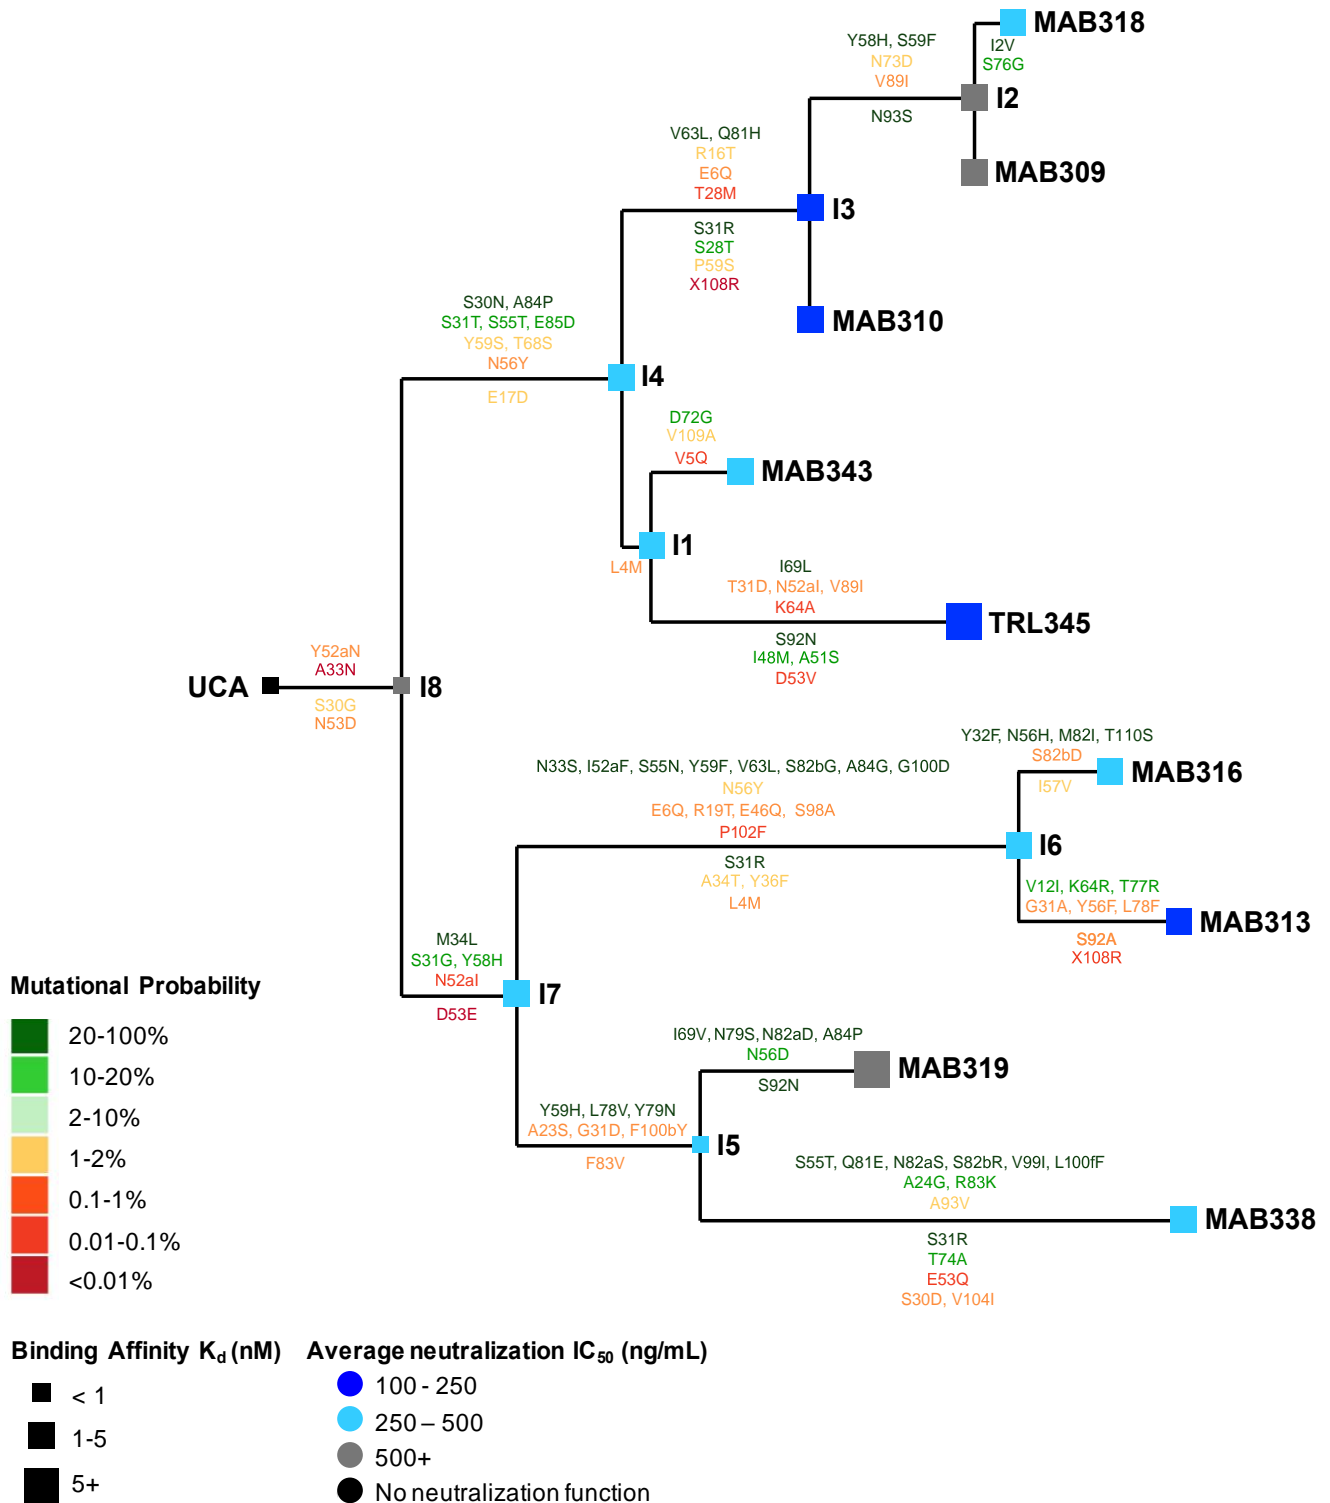 MAB318
Y58H, S59F
N73D
V89I
I2V
S76G
I2
N93S
MAB309
V63L, Q81H
R16T
E6Q
T28M
I3
S31R
S28T
P59S
X108R
MAB310
S30N, A84P
S31T, S55T, E85D
Y59S, T68S
N56Y
I4
E17D
D72G
V109A
V5Q
MAB343
I1
L4M
I69L
T31D, N52aI, V89I
K64A
TRL345
S92N
I48M, A51S
D53V
Y52aN
A33N
UCA
I8
S30G
N53D
Y32F, N56H, M82I, T110S
S82bD
MAB316
I57V
N33S, I52aF, S55N, Y59F, V63L, S82bG, A84G, G100D
N56Y
E6Q, R19T, E46Q, S98A
P102F
I6
S31R
A34T, Y36F
L4M
V12I, K64R, T77R
G31A, Y56F, L78F
MAB313
S92A
X108R
M34L
S31G, Y58H
N52aI
I7
D53E
I69V, N79S, N82aD, A84P
N56D
MAB319
S92N
Y59H, L78V, Y79N
A23S, G31D, F100bY
I5
F83V
S55T, Q81E, N82aS, S82bR, V99I, L100fF
A24G, R83K
A93V
MAB338
S31R
T74A
E53Q
S30D, V104I
Mutational Probability
20-100%
10-20%
2-10%
1-2%
0.1-1%
0.01-0.1%
<0.01%
Binding Affinity Kd (nM)
< 1
1-5
5+
Average neutralization IC50 (ng/mL)
100 - 250
250 – 500
500+
No neutralization function